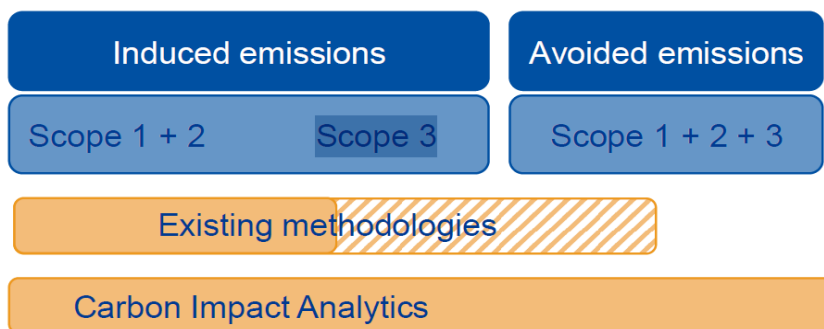 Induced emissions
Avoided emissions
Scope 1 + 2
Scope 3
Scope 1 + 2 + 3
Existing methodologies
Carbon Impact Analytics